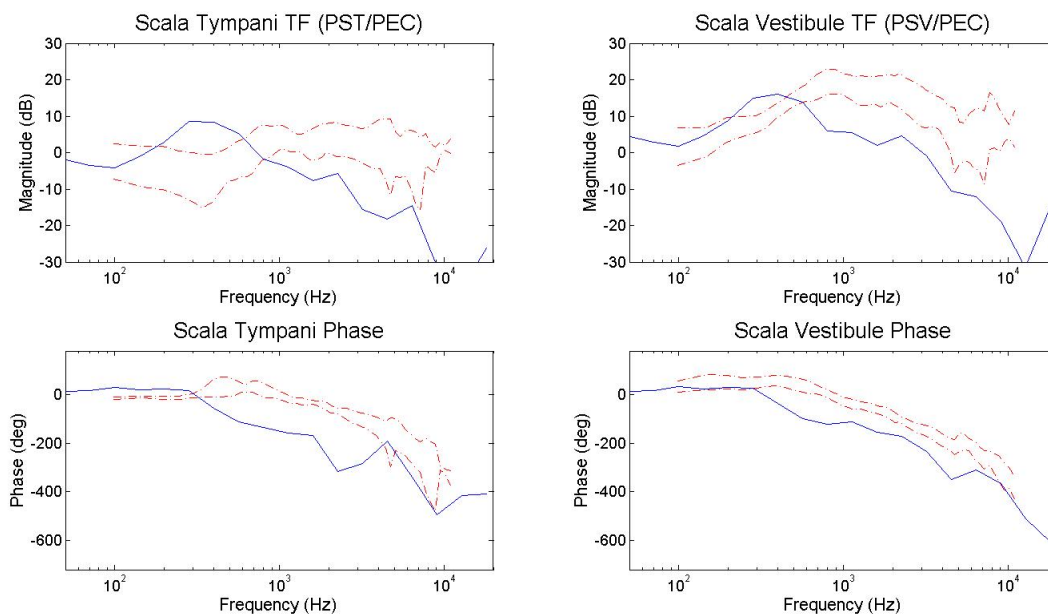 Scala Tympani TF (PST/PEC)
30
20
10
0
-10
-20
-30
Magnitude (dB)
10^2
10^3
10^4
Frequency (Hz)
Scala Vestibule TF (PSV/PEC)
30
20
10
0
-10
20
-30
Magnitude (dB)
10^2
10^3
10^4
Frequency (Hz)
Scala Tympani Phase
0
-200
-400
-600
Phase (deg)
10^2
10^3
10^4
Frequency (Hz)
Scala Vestibule Phase
0
-200
-400
-600
Phase (deg)
10^2
10^3
10^4
Frequency (Hz)